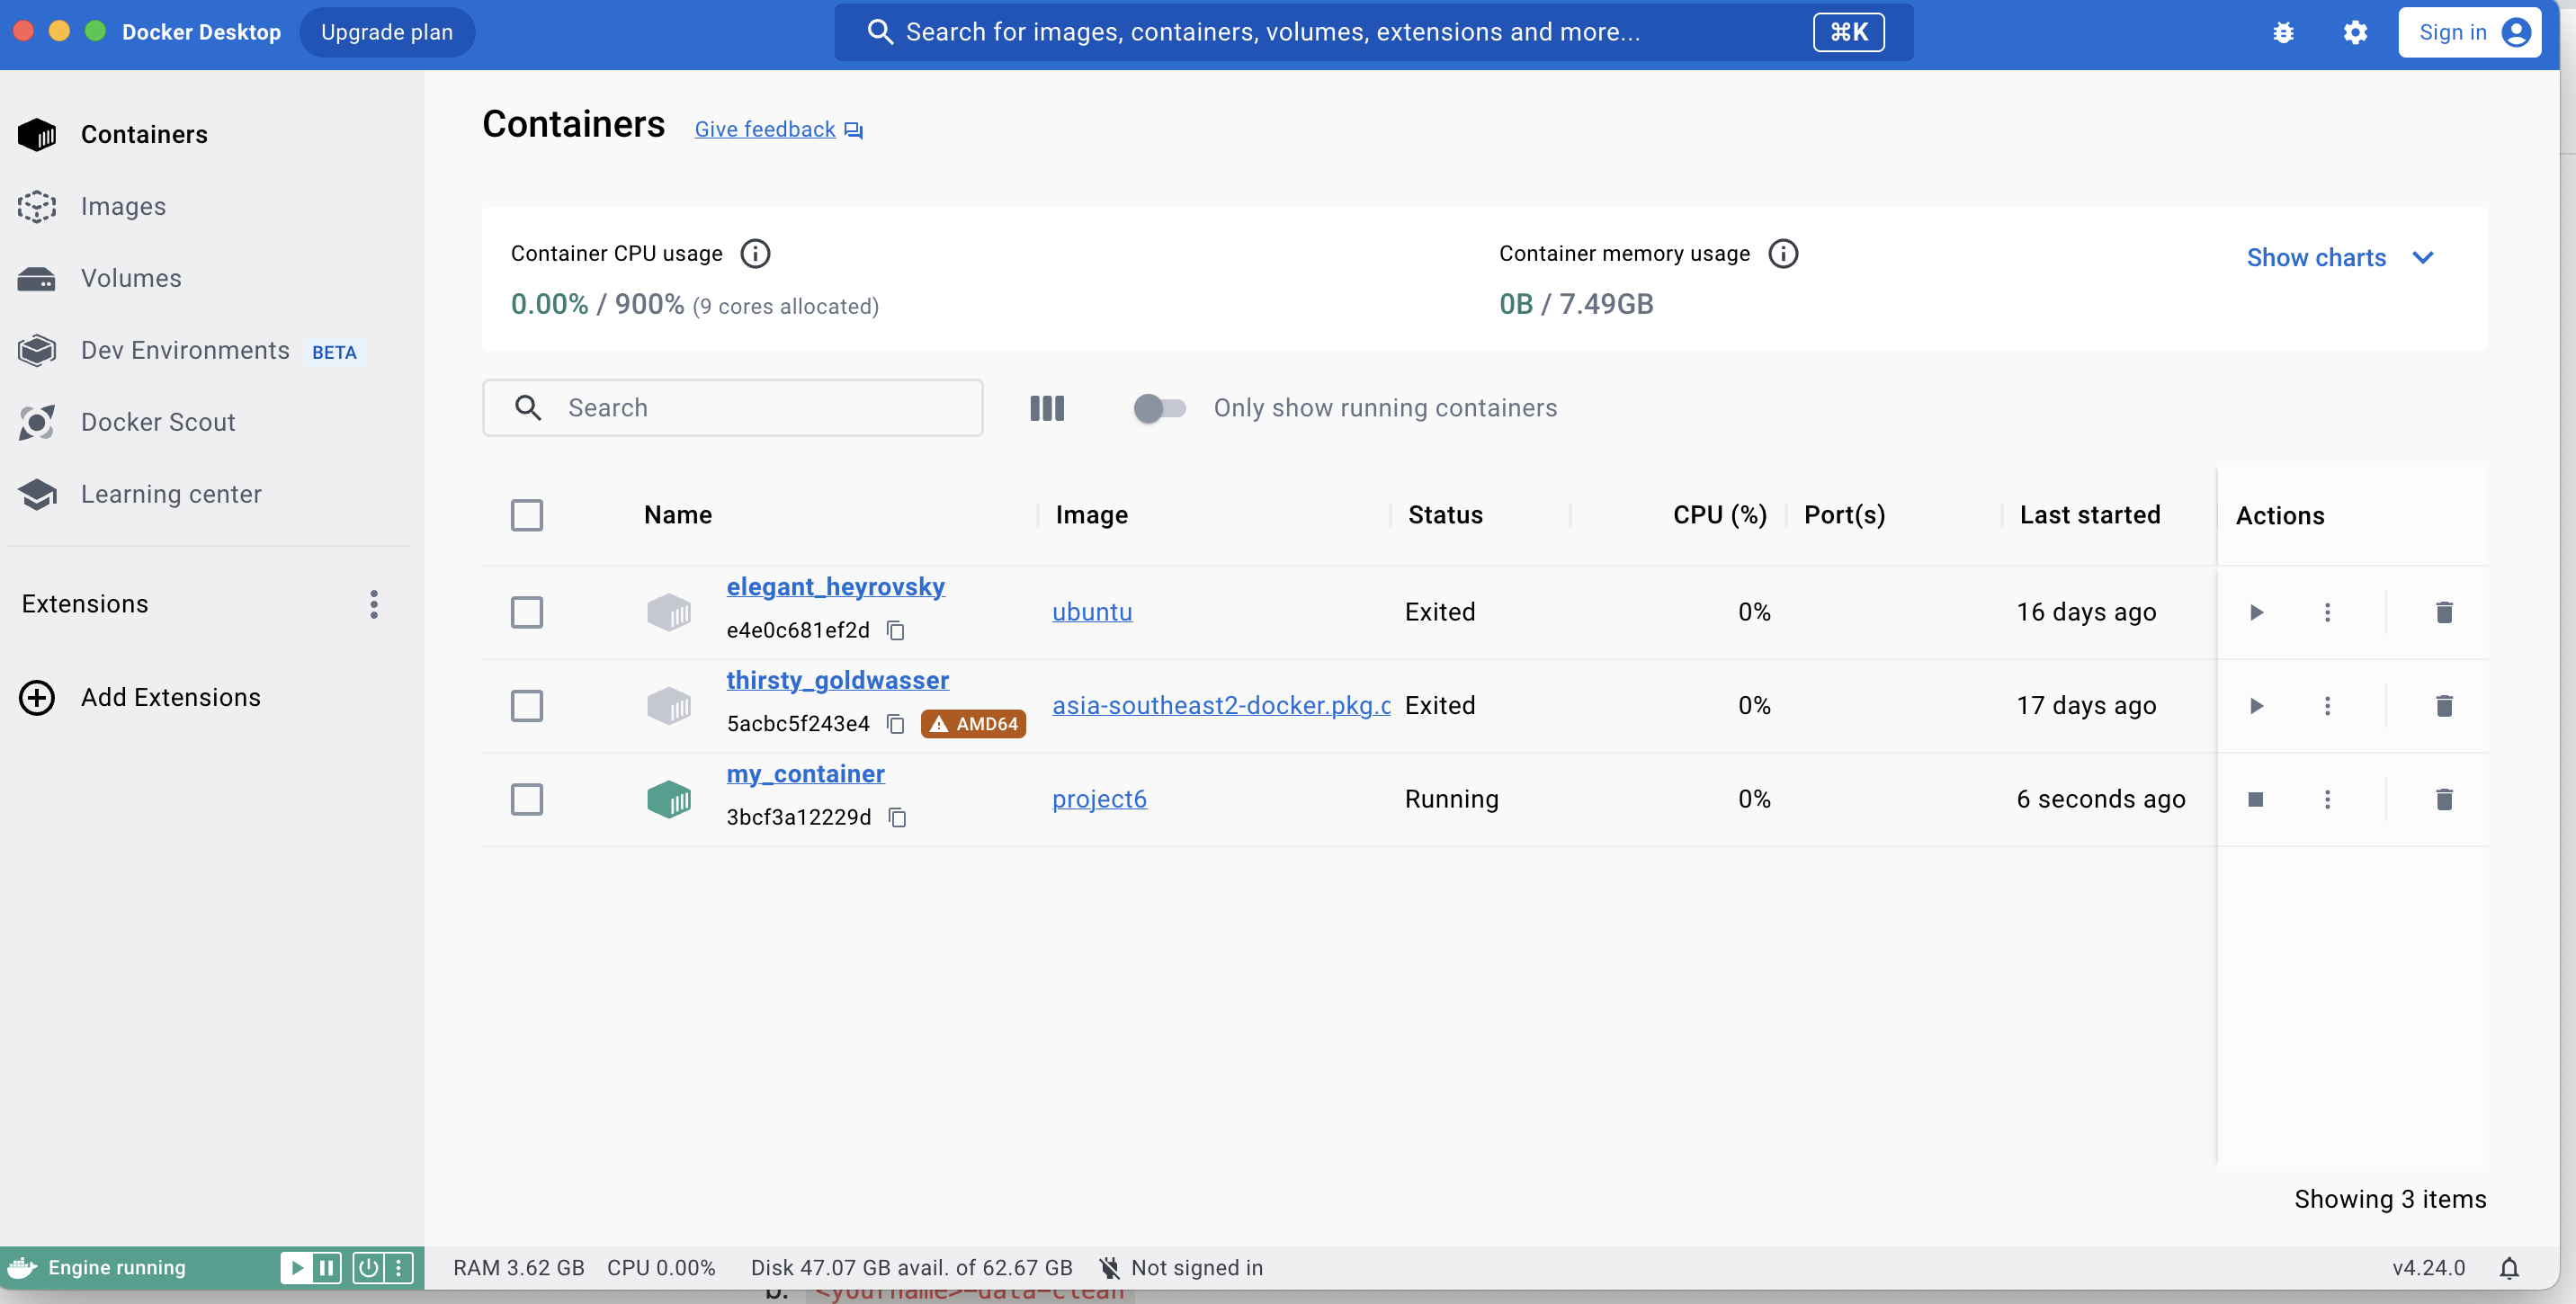 Docker Desktop Upgrade plan Search for images, containers, volumes, extensions and more... ⌘K Sign in
Containers
Images
Volumes
Dev Environments BETA
Docker Scout
Learning center
Extensions
Add Extensions
Containers Give feedback
Container CPU usage
0.00% / 900% (9 cores allocated)
Container memory usage
0B / 7.49GB
Show charts
Search
Only show running containers
Name Image Status CPU (%) Port(s) Last started Actions
elegant_heyrovsky
e4e0c681ef2d
ubuntu Exited 0% 16 days ago
thirsty_goldwasser
5acbc5f243e4 AMD64
asia-southeast2-docker.pkg.c Exited 0% 17 days ago
my_container
3bcf3a12229d
project6 Running 0% 6 seconds ago
Showing 3 items
Engine running RAM 3.62 GB CPU 0.00% Disk 47.07 GB avail. of 62.67 GB Not signed in v4.24.0
b. <yourname>-data-clean